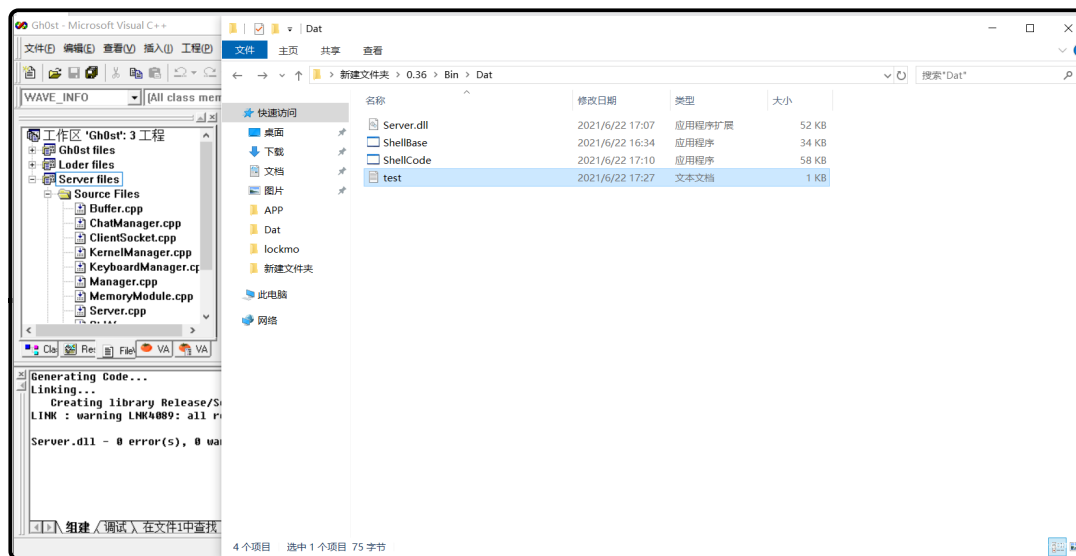 Gh0st - Microsoft Visual C++
文件(F) 编辑(E) 查看(V) 插入(I) 工程(P)
WAVE_INFO
[All class mem
工作区 'Gh0st': 3 工程
Gh0st files
Loder files
Server files
Source Files
Buffer.cpp
ChatManager.cpp
ClientSocket.cpp
KernelManager.cpp
KeyboardManager.cp
Manager.cpp
MemoryModule.cpp
Server.cpp
Cla
Re:
File
VA
VA
Generating Code...
Linking...
Creating library Release/S
LINK : warning LNK4089: all r
Server.dll - 0 error(s), 0 wa
组建 调试 在文件1中查找
Dat
文件 主页 共享 查看
新建文件夹 > 0.36 > Bin > Dat
搜索"Dat"
快速访问
桌面
下载
文档
图片
APP
Dat
lockmo
新建文件夹
此电脑
网络
名称 修改日期 类型 大小
Server.dll 2021/6/22 17:07 应用程序扩展 52 KB
ShellBase 2021/6/22 16:34 应用程序 34 KB
ShellCode 2021/6/22 17:10 应用程序 58 KB
test 2021/6/22 17:27 文本文档 1 KB
4 个项目 选中 1 个项目 75 字节